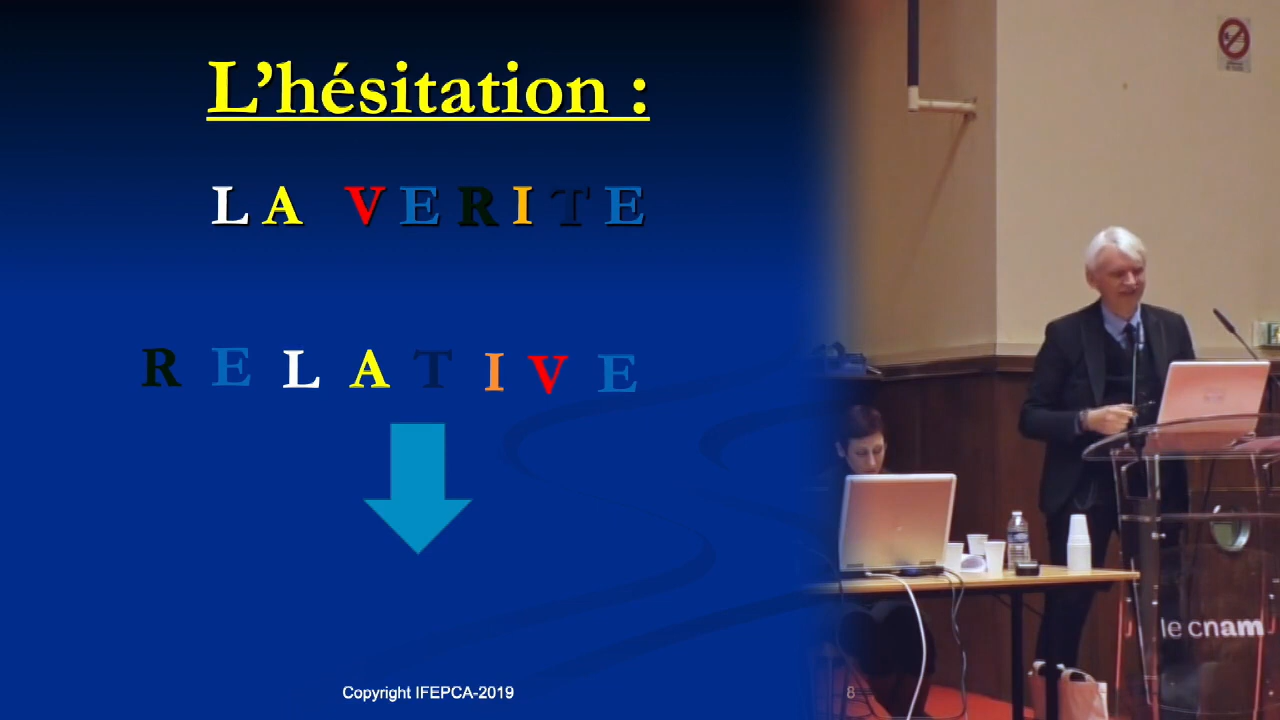 L'hésitation :
LA VERITE
RELATIVE
Copyright IFEPCA-2019
8
le cnam